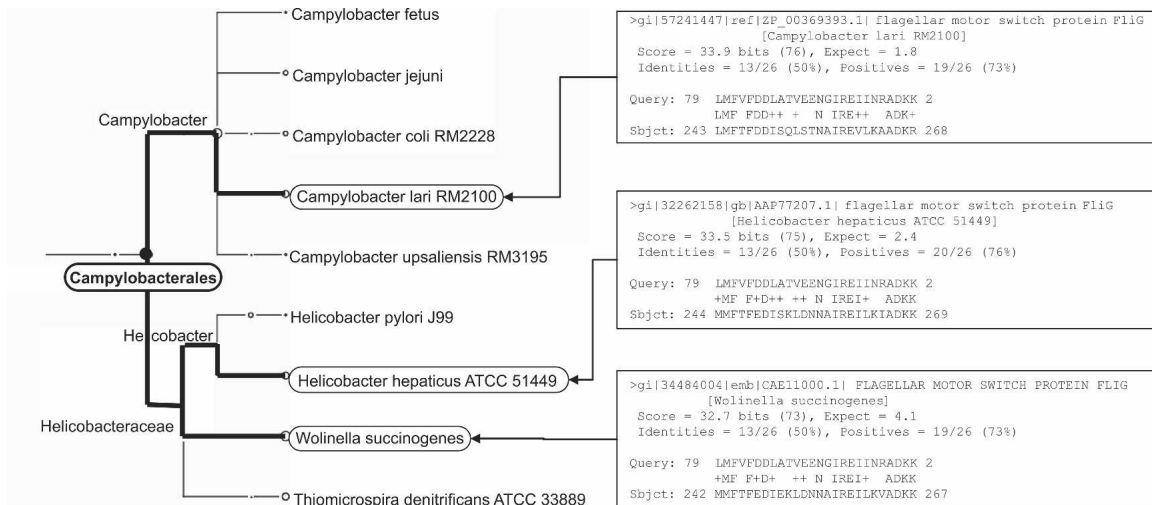 Campylobacter fetus
Campylobacter jejuni
Campylobacter
Campylobacter coli RM2228
Campylobacter lari RM2100
Campylobacter upsaliensis RM3195
Campylobacterales
Helicobacter pylori J99
Helicobacter
Helicobacter hepaticus ATCC 51449
Helicobacteraceae
Wolinella succinogenes
Thiomicrospira denitrificans ATCC 33889
>gi|57241447|ref|ZP_00369393.1| flagellar motor switch protein FliG
[Campylobacter lari RM2100]
Score = 33.9 bits (76), Expect = 1.8
Identities = 13/26 (50%), Positives = 19/26 (73%)
Query: 79 LMFVFDDLATVEENGIREIINRADKK 2
LMF FDD++ + N IRE++ ADK+
Sbjct: 243 LMFTFDDISQLSTNAIREVLKAADKR 268
>gi|32262158|gb|AAP77207.1| flagellar motor switch protein FliG
[Helicobacter hepaticus ATCC 51449]
Score = 33.5 bits (75), Expect = 2.4
Identities = 13/26 (50%), Positives = 20/26 (76%)
Query: 79 LMFVFDDLATVEENGIREIINRADKK 2
+MF F+D++ ++ N IREI+ ADKK
Sbjct: 244 MMFTFEDISKLDNNAIREILKIADKK 269
>gi|34484004|emb|CAE11000.1| FLAGELLAR MOTOR SWITCH PROTEIN FLIG
[Wolinella succinogenes]
Score = 32.7 bits (73), Expect = 4.1
Identities = 13/26 (50%), Positives = 19/26 (73%)
Query: 79 LMFVFDDLATVEENGIREIINRADKK 2
+MF F+D+ ++ N IREI+ ADKK
Sbjct: 242 MMFTFEDIEKLDNNAIREILKVADKK 267